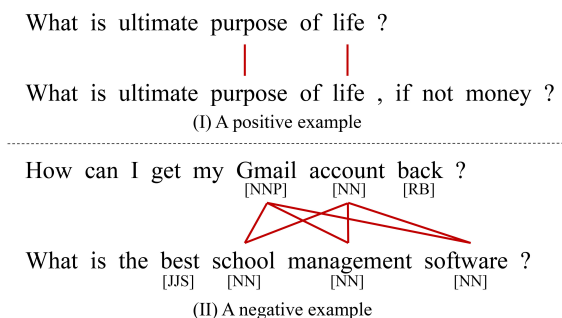 What is ultimate purpose of life ?
What is ultimate purpose of life , if not money ?
(I) A positive example
How can I get my Gmail account back ?
[NNP] [NN] [RB]
What is the best school management software ?
[JJS] [NN] [NN] [NN]
(II) A negative example